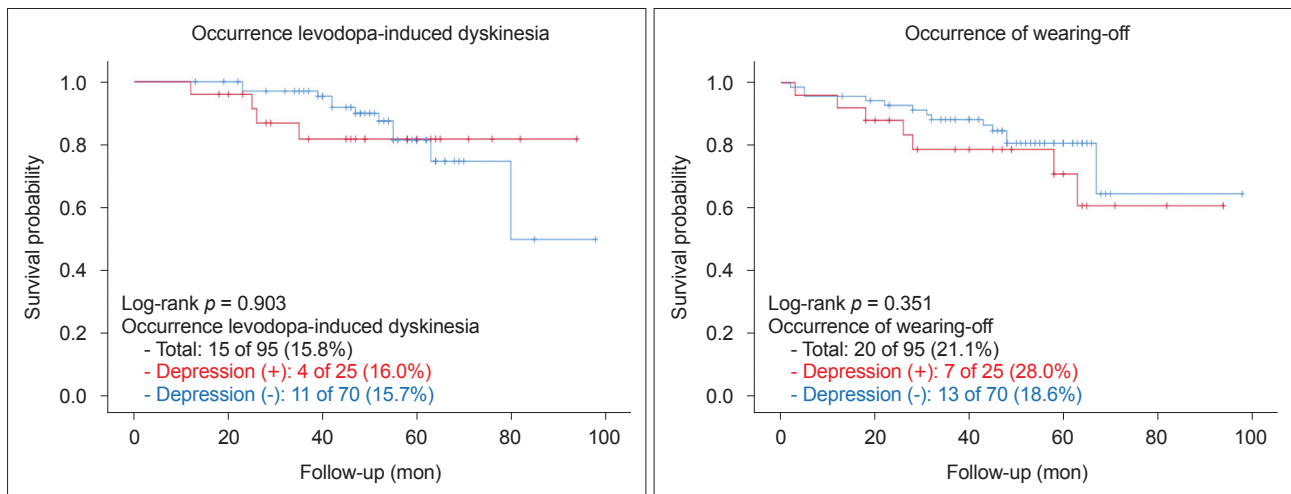 Occurrence levodopa-induced dyskinesia
1.0
0.8
0.6
0.4
0.2
0.0
Survival probability
Log-rank p = 0.903
Occurrence levodopa-induced dyskinesia
- Total: 15 of 95 (15.8%)
- Depression (+): 4 of 25 (16.0%)
- Depression (-): 11 of 70 (15.7%)
0 20 40 60 80 100
Follow-up (mon)
Occurrence of wearing-off
1.0
0.8
0.6
0.4
0.2
0.0
Survival probability
Log-rank p = 0.351
Occurrence of wearing-off
- Total: 20 of 95 (21.1%)
- Depression (+): 7 of 25 (28.0%)
- Depression (-): 13 of 70 (18.6%)
0 20 40 60 80 100
Follow-up (mon)